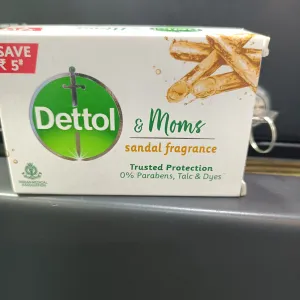 SAVE
₹ 5
Dettol
& Moms
sandal fragrance
Trusted Protection
0% Parabens, Talc & Dyes